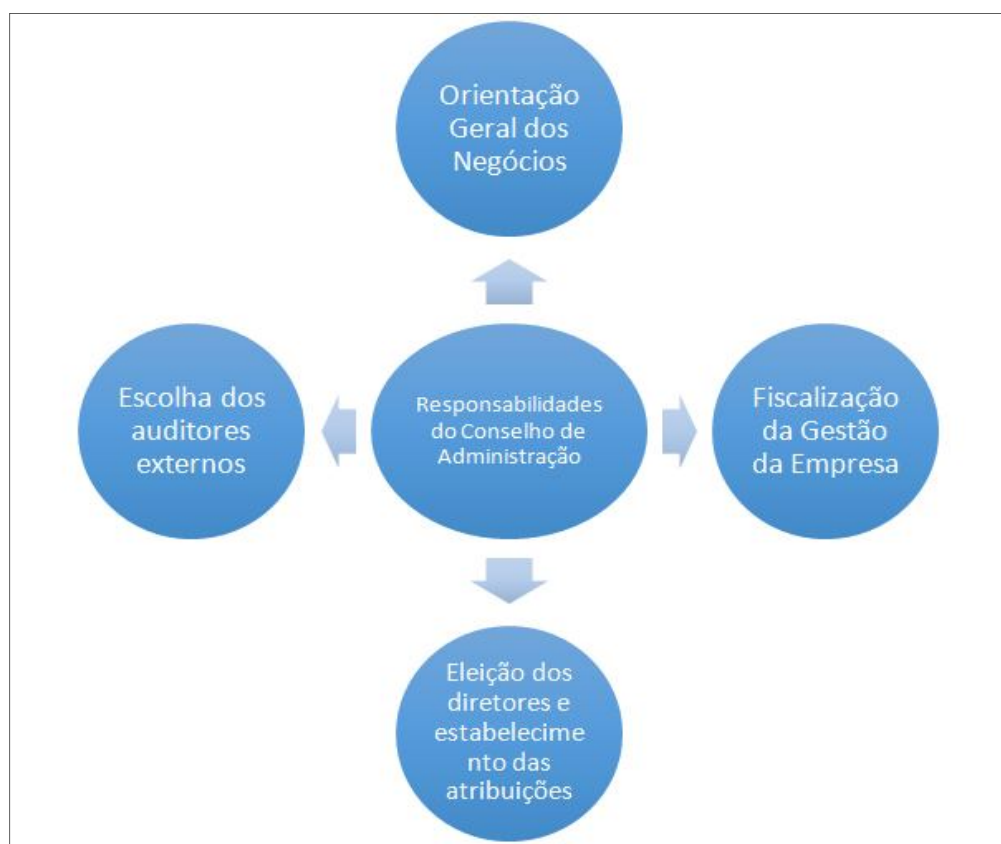 Orientação
Geral dos
Negócios
Escolha dos
auditores
externos
Responsabilidades
do Conselho de
Administração
Fiscalização
da Gestão
da Empresa
Eleição dos
diretores e
estabelecime
nto das
atribuições